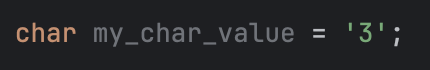 char my_char_value = '3';